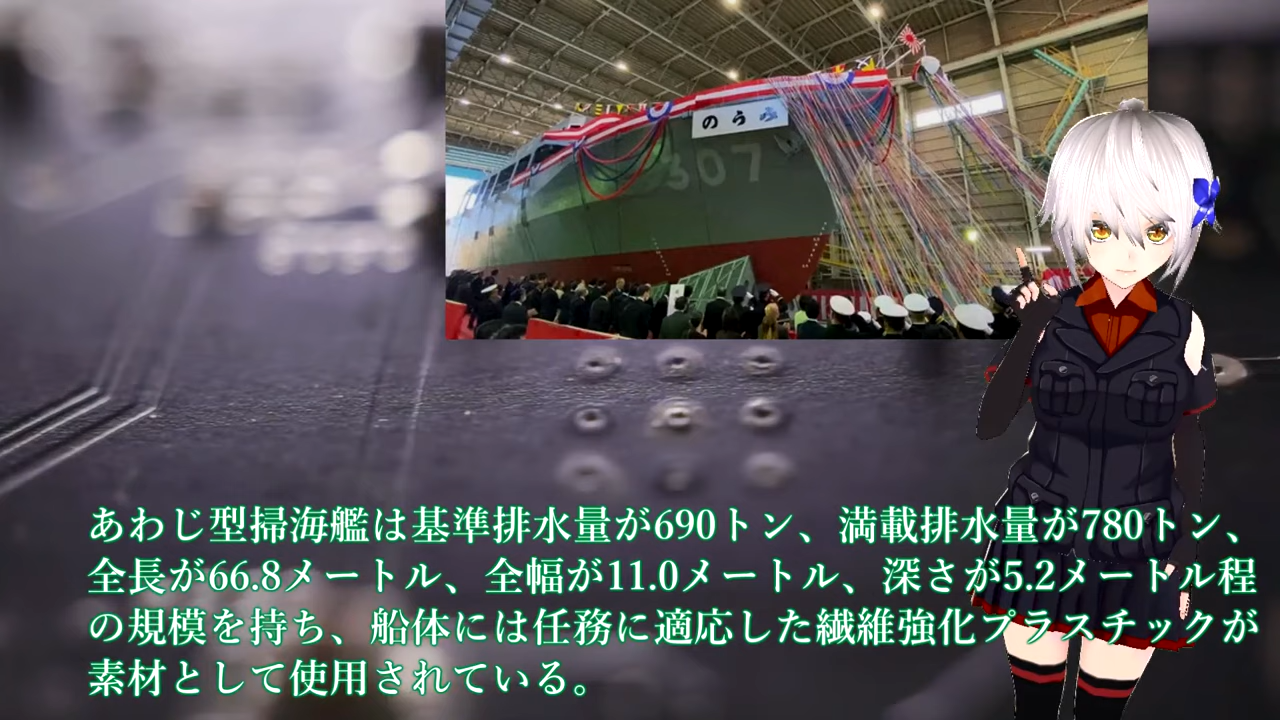 のうふ
307
あわじ型掃海艦は基準排水量が690トン、満載排水量が780トン、
全長が66.8メートル、全幅が11.0メートル、深さが5.2メートル程
の規模を持ち、船体には任務に適応した繊維強化プラスチックが
素材として使用されている。